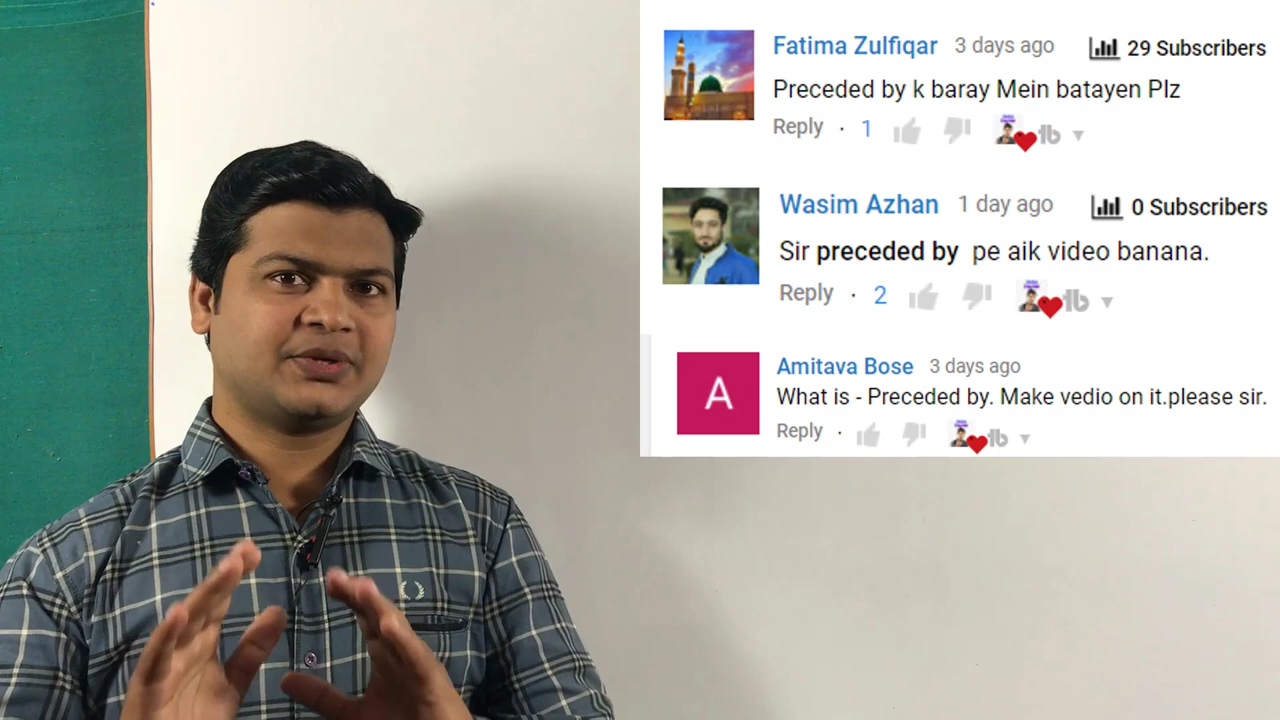 Fatima Zulfiqar 3 days ago 29 Subscribers
Preceded by k baray Mein batayen Plz
Reply · 1
Wasim Azhan 1 day ago 0 Subscribers
Sir preceded by pe aik video banana.
Reply · 2
A
Amitava Bose 3 days ago
What is - Preceded by. Make vedio on it.please sir.
Reply ·